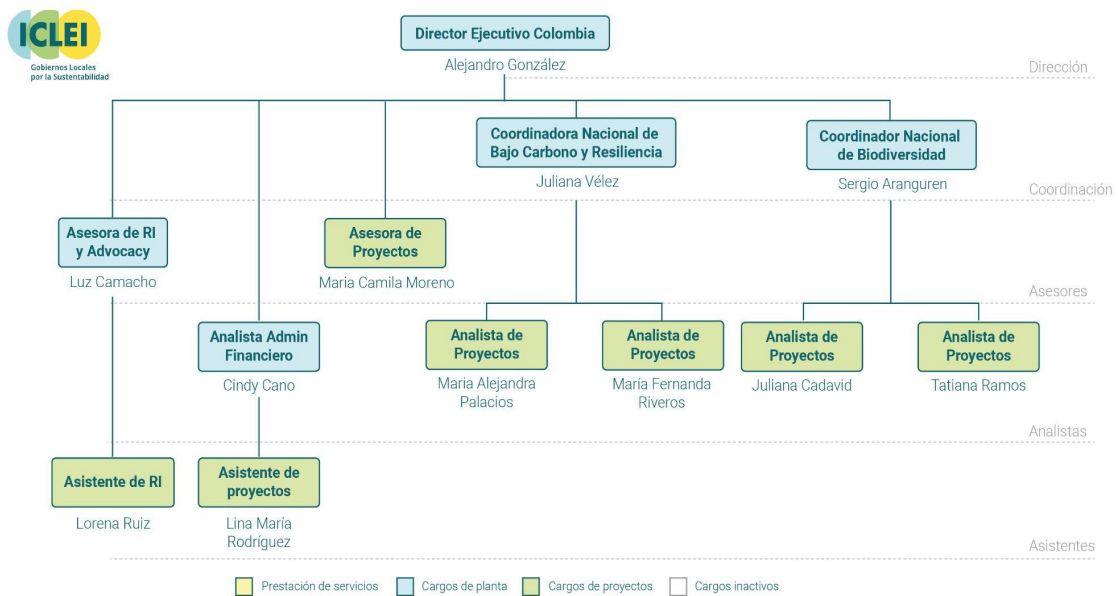 ICLEI
Gobiernos Locales
por la Sustentabilidad
Director Ejecutivo Colombia
Alejandro González
Dirección
Coordinadora Nacional de
Bajo Carbono y Resiliencia
Juliana Vélez
Coordinador Nacional
de Biodiversidad
Sergio Aranguren
Coordinación
Asesora de RI
y Advocacy
Luz Camacho
Asesora de
Proyectos
Maria Camila Moreno
Asesores
Analista Admin
Financiero
Cindy Cano
Analista de
Proyectos
Maria Alejandra
Palacios
Analista de
Proyectos
María Fernanda
Riveros
Analista de
Proyectos
Juliana Cadavid
Analista de
Proyectos
Tatiana Ramos
Analistas
Asistente de RI
Lorena Ruiz
Asistente de
proyectos
Lina María
Rodríguez
Asistentes
Prestación de servicios
Cargos de planta
Cargos de proyectos
Cargos inactivos